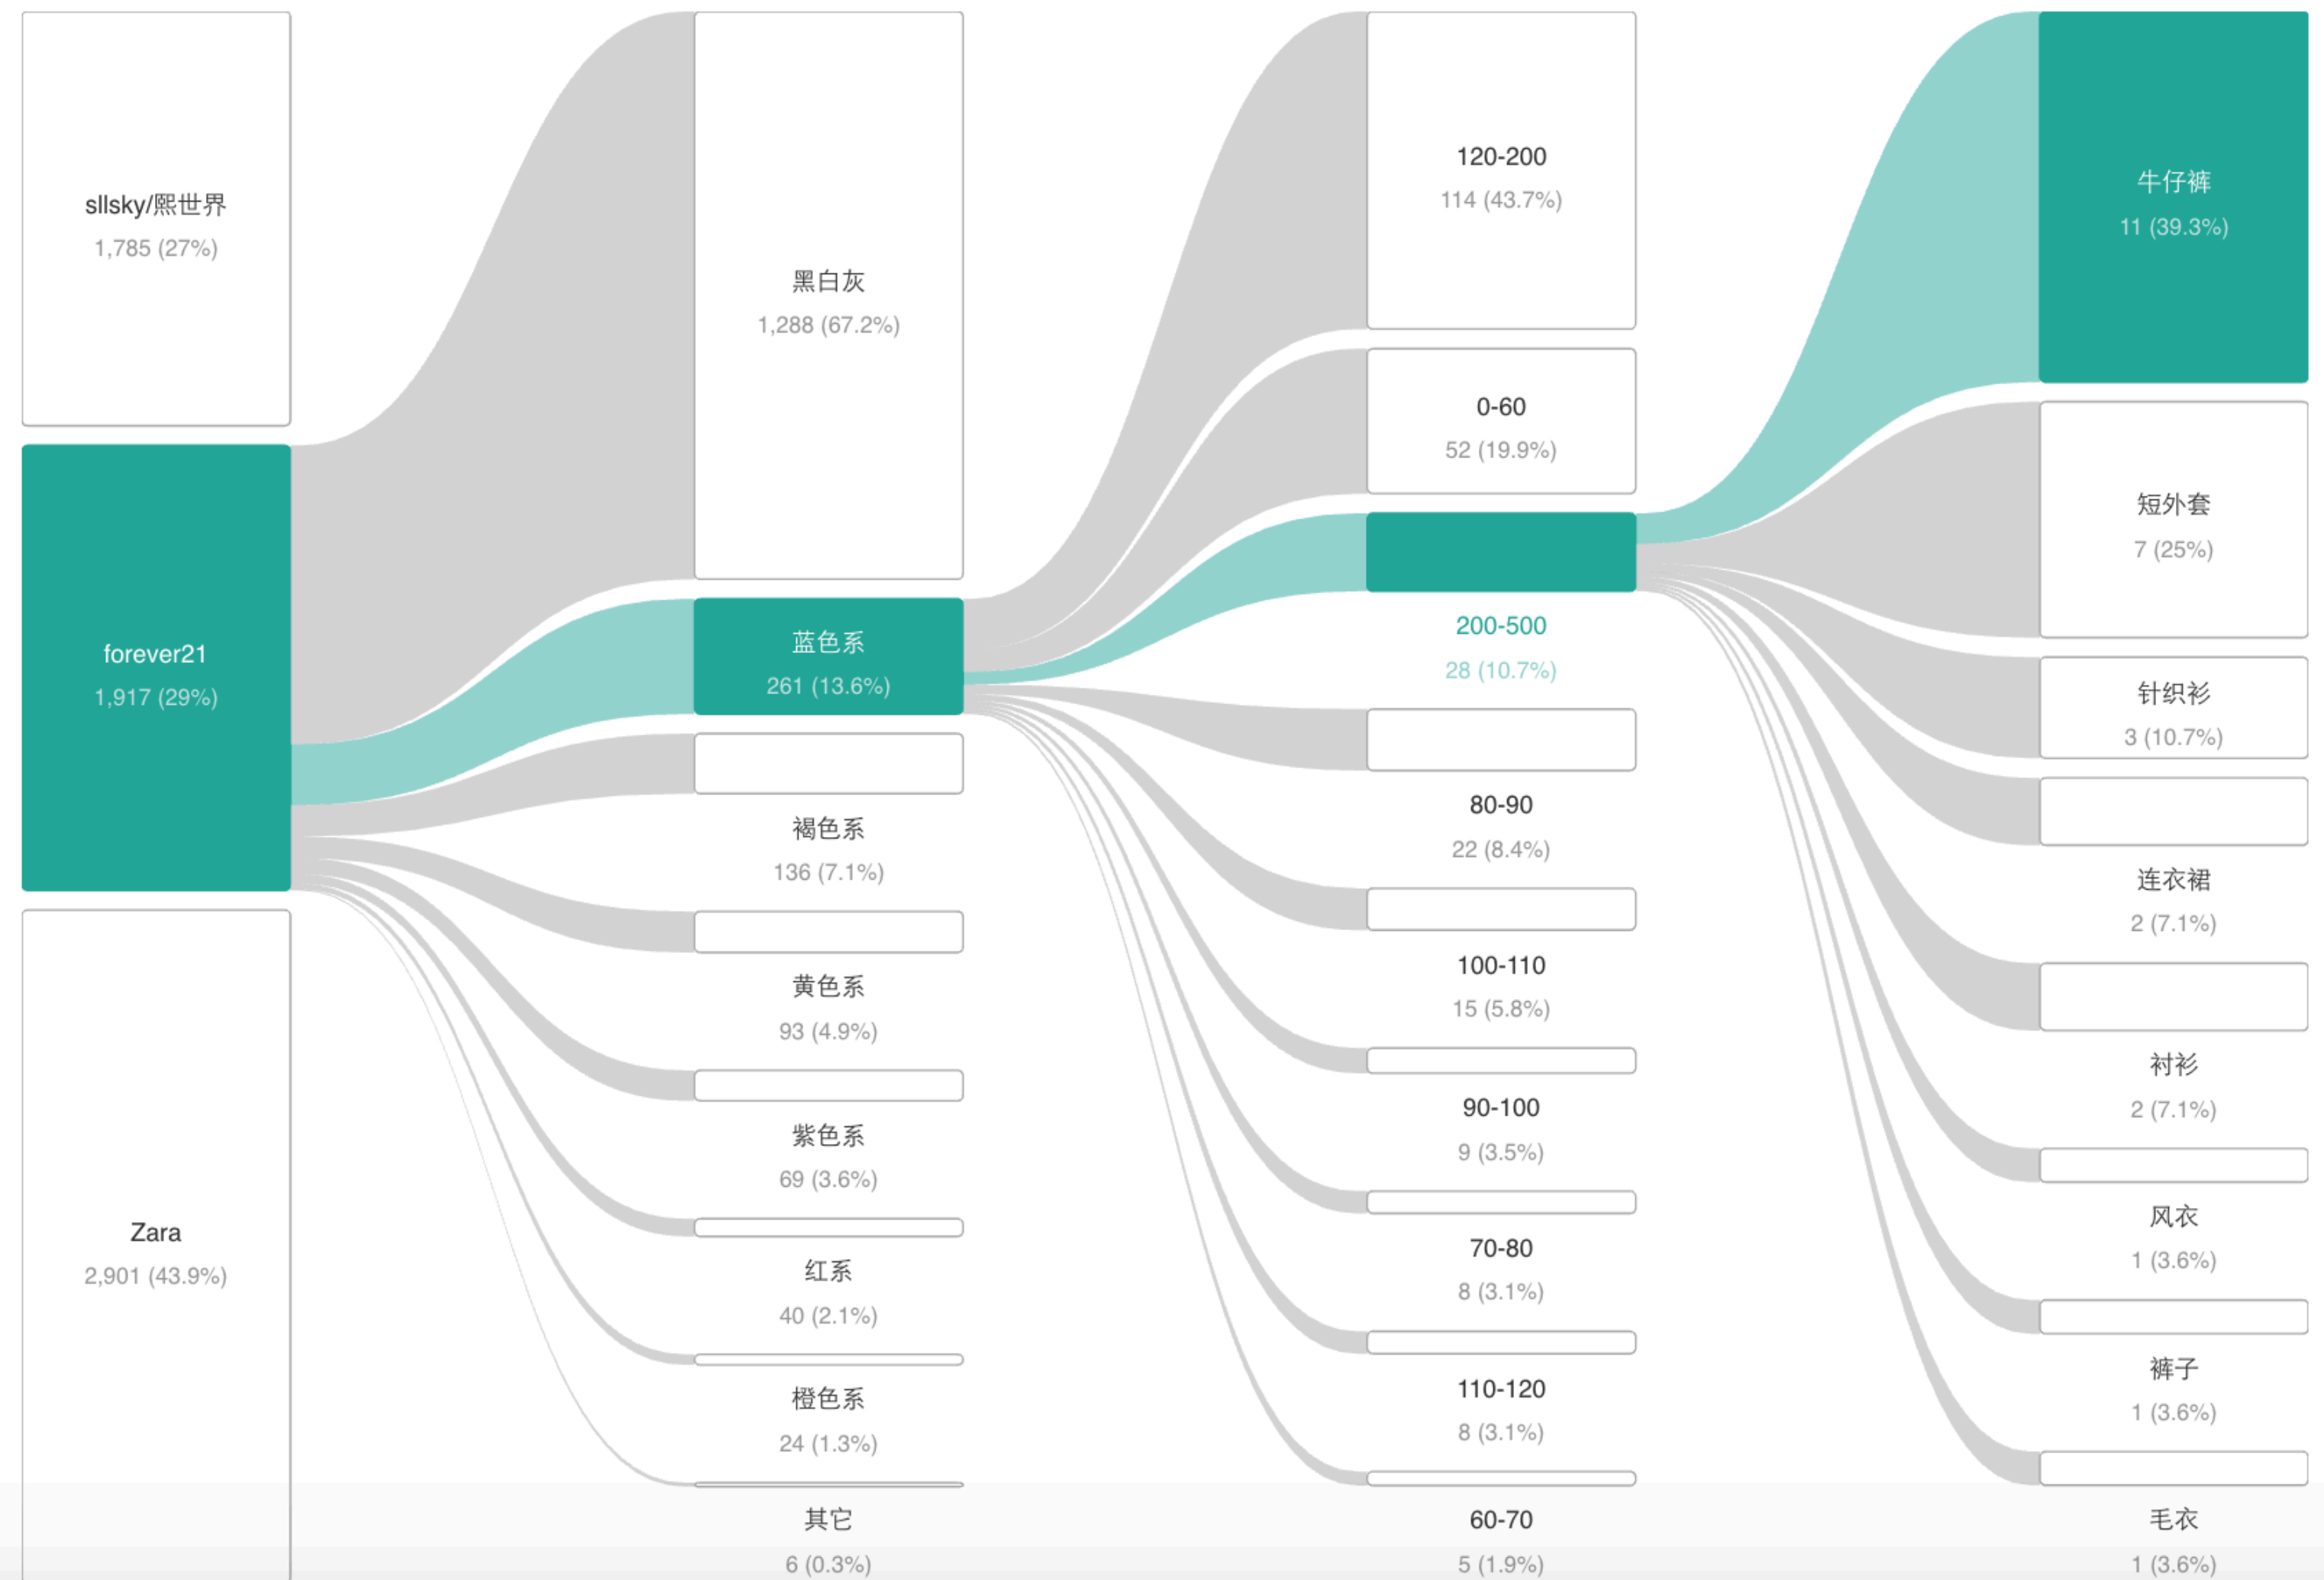 sllsky/熙世界
1,785 (27%)
forever21
1,917 (29%)
Zara
2,901 (43.9%)
黑白灰
1,288 (67.2%)
蓝色系
261 (13.6%)
褐色系
136 (7.1%)
黄色系
93 (4.9%)
紫色系
69 (3.6%)
红系
40 (2.1%)
橙色系
24 (1.3%)
其它
6 (0.3%)
120-200
114 (43.7%)
0-60
52 (19.9%)
200-500
28 (10.7%)
80-90
22 (8.4%)
100-110
15 (5.8%)
90-100
9 (3.5%)
70-80
8 (3.1%)
110-120
8 (3.1%)
60-70
5 (1.9%)
牛仔裤
11 (39.3%)
短外套
7 (25%)
针织衫
3 (10.7%)
连衣裙
2 (7.1%)
衬衫
2 (7.1%)
风衣
1 (3.6%)
裤子
1 (3.6%)
毛衣
1 (3.6%)